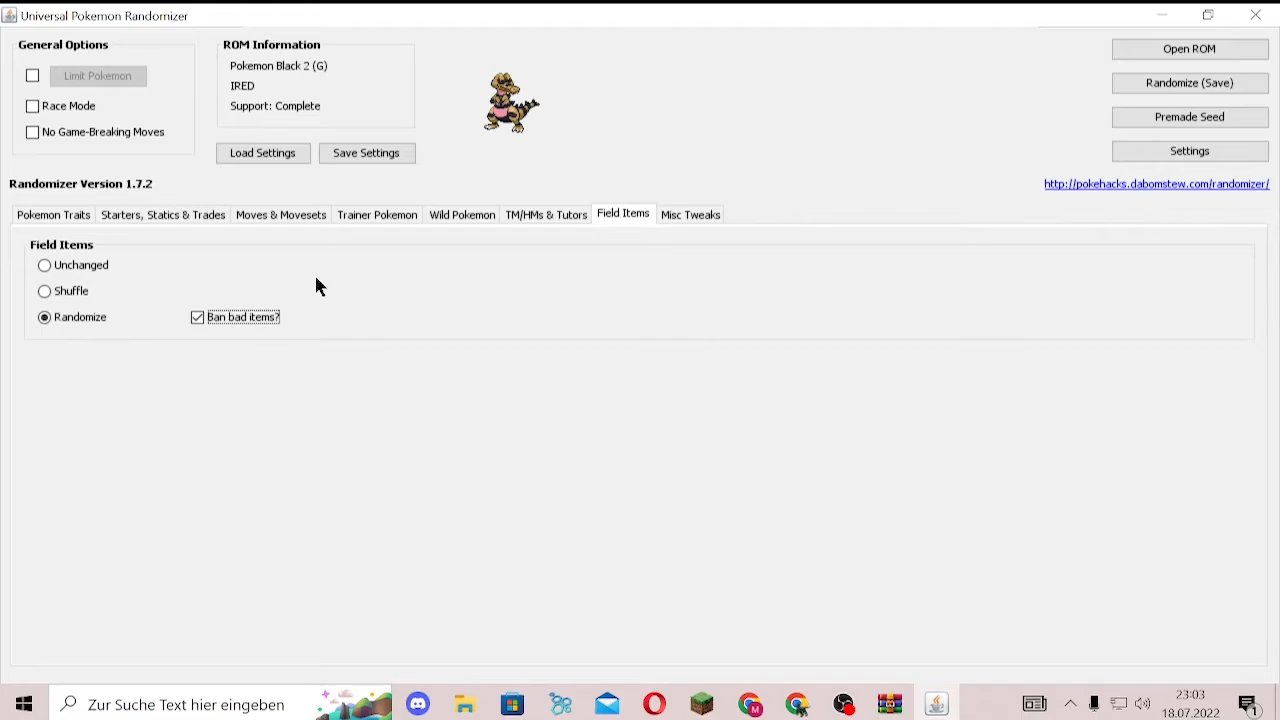 Universal Pokemon Randomizer
General Options
Limit Pokemon
Race Mode
No Game-Breaking Moves
ROM Information
Pokemon Black 2 (G)
IRED
Support: Complete
Load Settings
Save Settings
Open ROM
Randomize (Save)
Premade Seed
Settings
Randomizer Version 1.7.2
http://pokehacks.dabomstew.com/randomizer/
Pokemon Traits
Starters, Statics & Trades
Moves & Movesets
Trainer Pokemon
Wild Pokemon
TM/HMs & Tutors
Field Items
Misc Tweaks
Field Items
Unchanged
Shuffle
Randomize
Ban bad items?
Zur Suche Text hier eingeben
23:03
18.07.2022
1